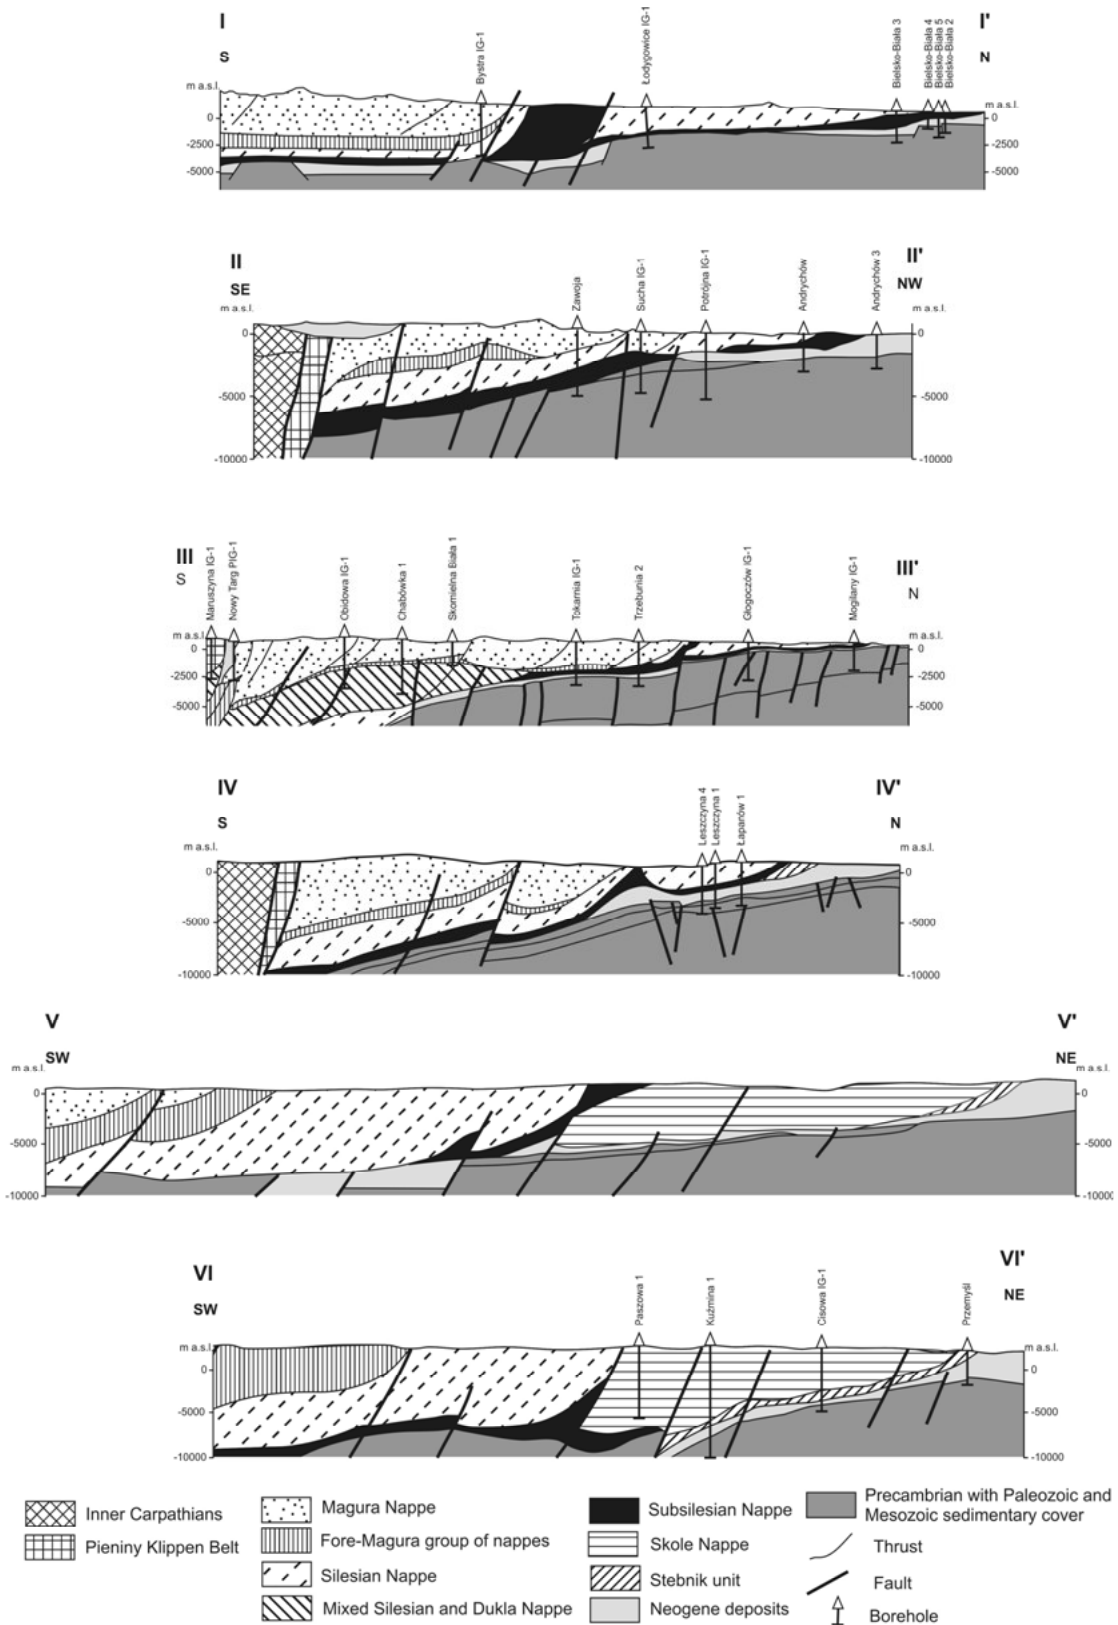 I
I'
S
N
Bystra IG-1
Łodygowice IG-1
Bielsko-Biała 3
Bielsko-Biała 4
Bielsko-Biała 5
Bielsko-Biała 2
m a.s.l.
m a.s.l.
0
0
-2500
-2500
-5000
-5000
II
II'
SE
NW
Zawoja
Sucha IG-1
Potrójna IG-1
Andrychów
Andrychów 3
m a.s.l.
m a.s.l.
0
0
-5000
-5000
-10000
-10000
III
III'
S
N
Maruszyna IG-1
Nowy Targ PIG-1
Obidowa IG-1
Chabówka 1
Skomielna Biała 1
Tokarnia IG-1
Trzebunia 2
Głogoczów IG-1
Mogilany IG-1
m a.s.l.
m a.s.l.
0
0
-2500
-2500
-5000
-5000
IV
IV'
S
N
Leszczyna 4
Leszczyna 1
Łapanów 1
m a.s.l.
m a.s.l.
0
0
-5000
-5000
-10000
-10000
V
V'
SW
NE
m a.s.l.
m a.s.l.
0
0
-5000
-5000
-10000
-10000
VI
VI'
SW
NE
Paszowa 1
Kuźmina 1
Cisowa IG-1
Przemyśl
m a.s.l.
m a.s.l.
0
0
-5000
-5000
-10000
-10000
Inner Carpathians
Pieniny Klippen Belt
Magura Nappe
Fore-Magura group of nappes
Silesian Nappe
Mixed Silesian and Dukla Nappe
Subsilesian Nappe
Skole Nappe
Stebnik unit
Neogene deposits
Precambrian with Paleozoic and
Mesozoic sedimentary cover
Thrust
Fault
Borehole